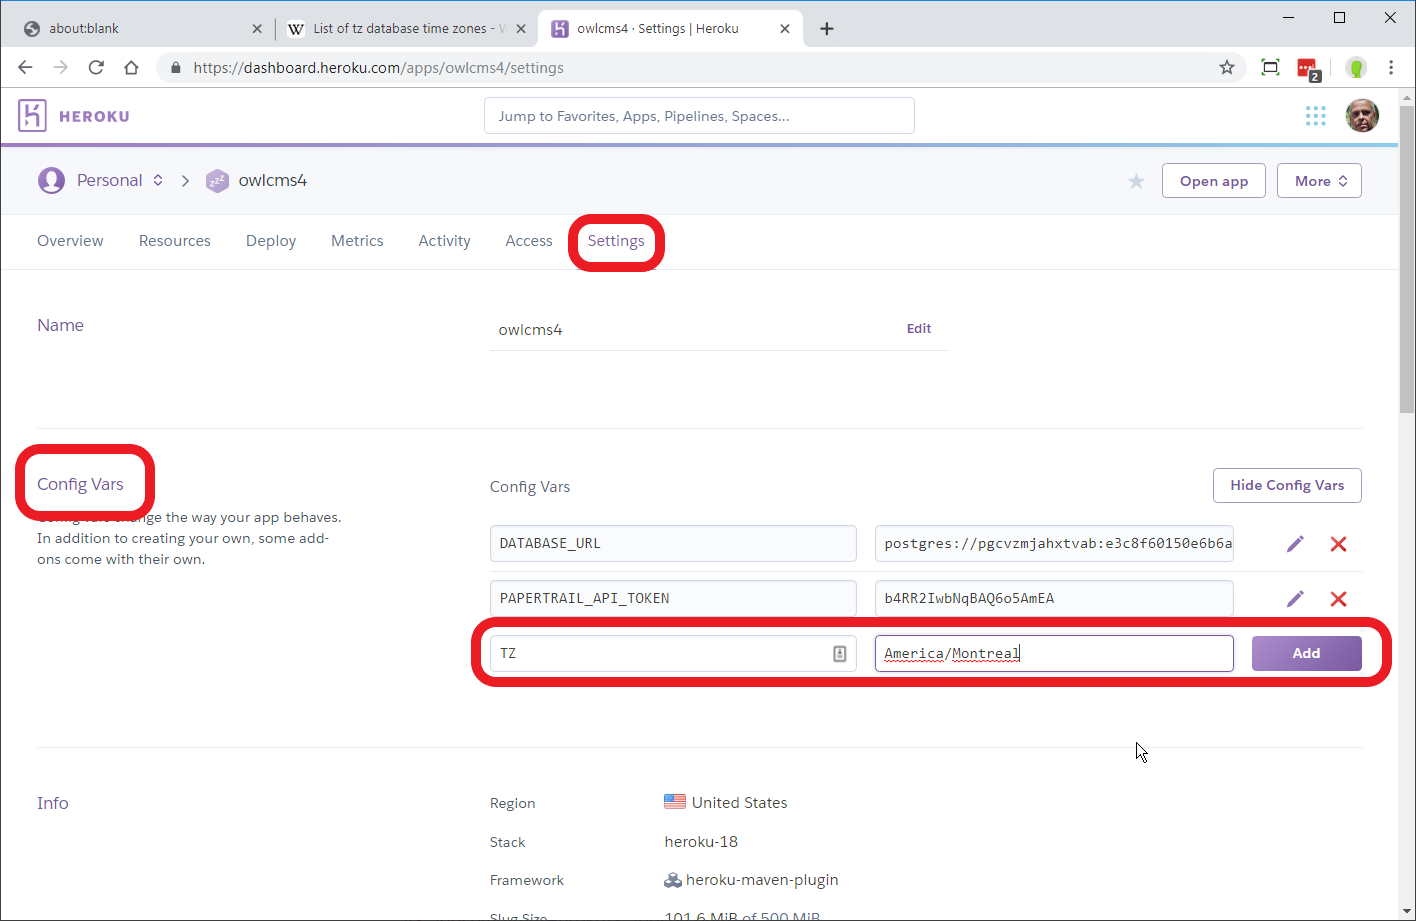 about:blank
List of tz database time zones - W
owlcms4 · Settings | Heroku
https://dashboard.heroku.com/apps/owlcms4/settings
2
HEROKU
Jump to Favorites, Apps, Pipelines, Spaces...
Personal
owlcms4
Open app
More
Overview
Resources
Deploy
Metrics
Activity
Access
Settings
Name
owlcms4
Edit
Config Vars
Config vars change the way your app behaves.
In addition to creating your own, some add-
ons come with their own.
Config Vars
Hide Config Vars
DATABASE_URL
postgres://pgcvzmjahxtvab:e3c8f60150e6b6a
PAPERTRAIL_API_TOKEN
b4RR2IwbNqBAQ6o5AmEA
TZ
America/Montreal
Add
Info
Region
United States
Stack
heroku-18
Framework
heroku-maven-plugin
Slug Size
101.6 MiB of 500 MiB